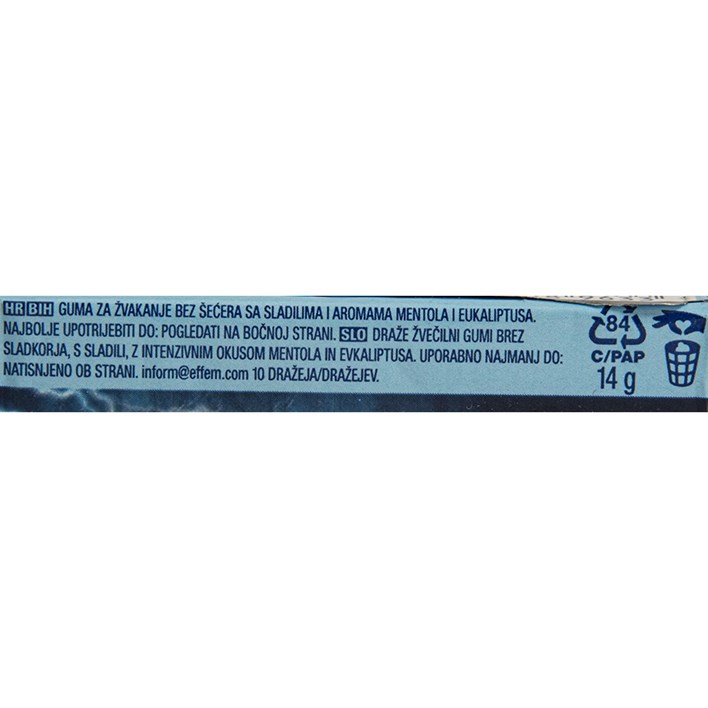 HR BIH GUMA ZA ŽVAKANJE BEZ ŠEĆERA SA SLADILIMA I AROMAMA MENTOLA I EUKALIPTUSA.
NAJBOLJE UPOTRIJEBITI DO: POGLEDATI NA BOČNOJ STRANI. SLO DRAŽE ŽVEČILNI GUMI BREZ
SLADKORJA, S SLADILI, Z INTENZIVNIM OKUSOM MENTOLA IN EVKALIPTUSA. UPORABNO NAJMANJ DO:
NATISNJENO OB STRANI. inform@effem.com 10 DRAŽEJA/DRAŽEJEV.
84
C/PAP
14 g